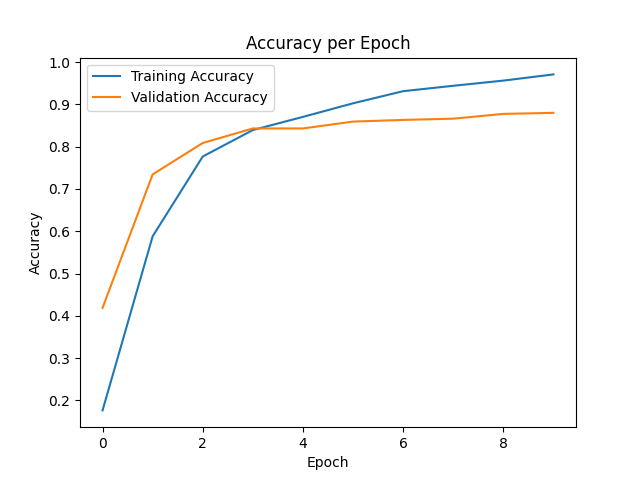 Accuracy per Epoch
Training Accuracy
Validation Accuracy
Accuracy
1.0
0.9
0.8
0.7
0.6
0.5
0.4
0.3
0.2
0 2 4 6 8
Epoch